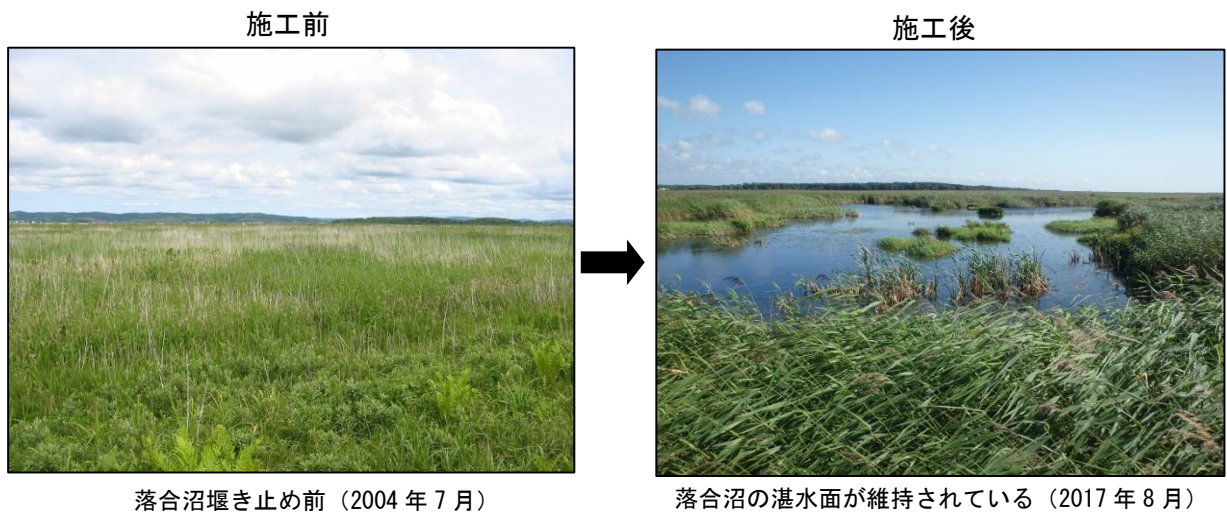 施工前
施工後
落合沼堰き止め前（2004 年 7 月）
落合沼の湛水面が維持されている（2017 年 8 月）